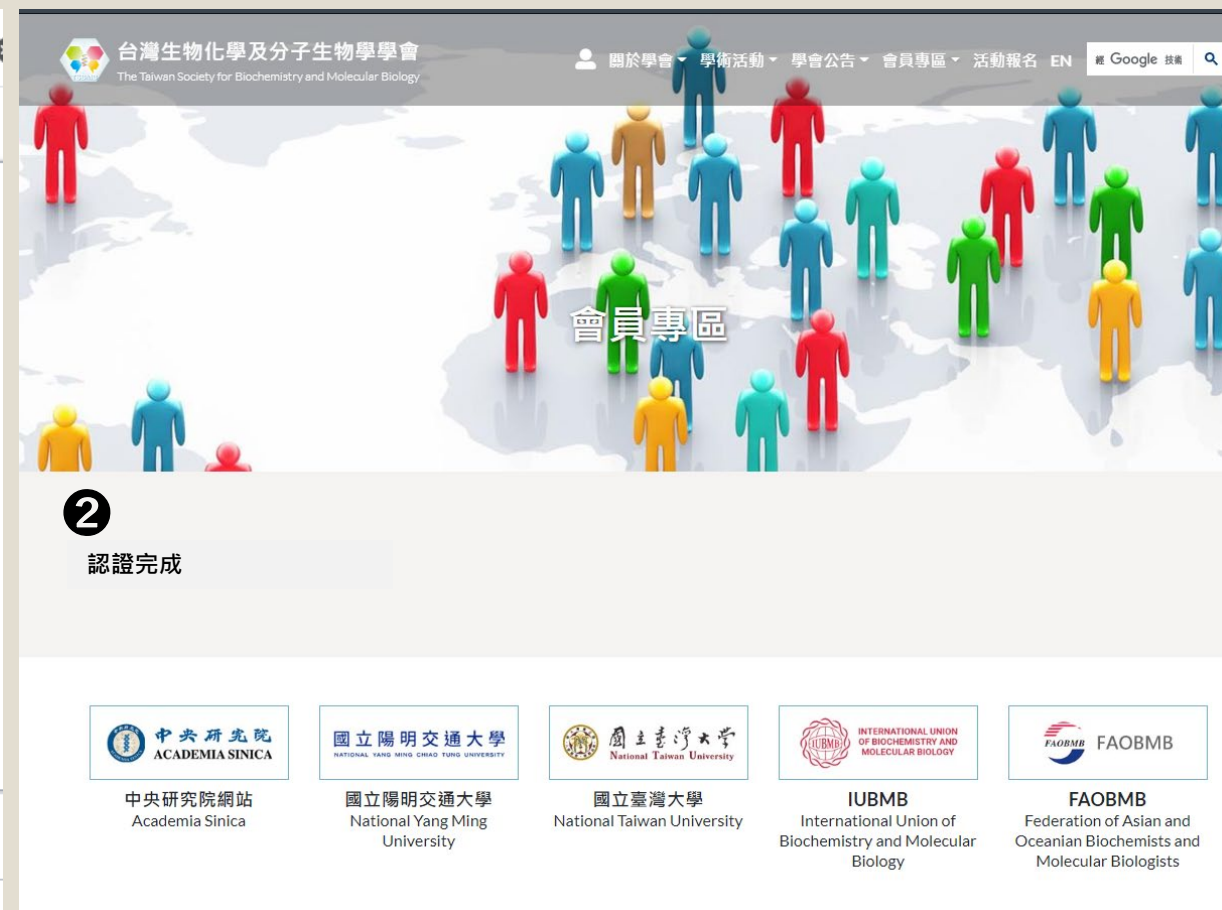 台灣生物化學及分子生物學學會
The Taiwan Society for Biochemistry and Molecular Biology
關於學會 學術活動 學會公告 會員專區 活動報名 EN
經 Google 技術
會員專區
2
認證完成
中央研究院
ACADEMIA SINICA
國立陽明交通大學
NATIONAL YANG MING CHIAO TUNG UNIVERSITY
國立臺灣大學
National Taiwan University
IUBMB
INTERNATIONAL UNION
OF BIOCHEMISTRY AND
MOLECULAR BIOLOGY
FAOBMB
FAOBMB
中央研究院網站
Academia Sinica
國立陽明交通大學
National Yang Ming
University
國立臺灣大學
National Taiwan University
IUBMB
International Union of
Biochemistry and Molecular
Biology
FAOBMB
Federation of Asian and
Oceanian Biochemists and
Molecular Biologists